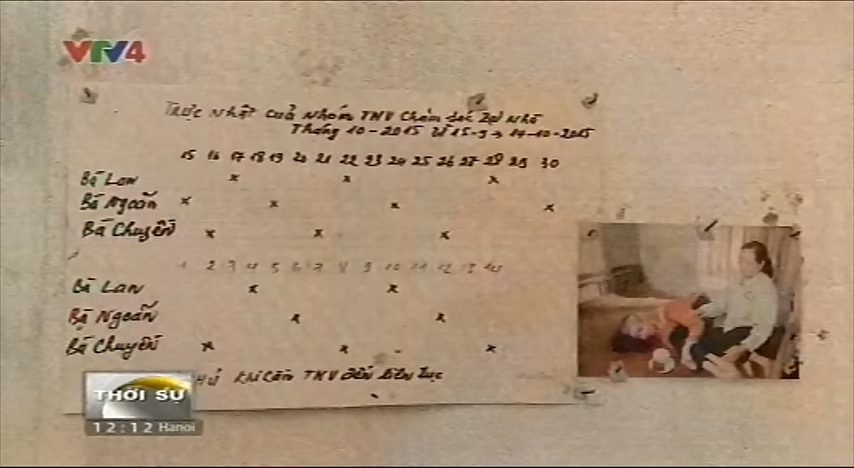 VTV4
Trực nhật của nhóm TNV Chăm sóc tại nhà
Tháng 10-2015 từ 15-9 → 14-10-2015
15 16 17 18 19 20 21 22 23 24 25 26 27 28 29 30
Bà Lan x x x
Bà Ngoãn x x x x
Bà Chuyền x x x
1 2 3 4 5 6 7 8 9 10 11 12 13 14
Bà Lan x x
Bà Ngoãn x x
Bà Chuyền x x x
Khi cần TNV đến liên tục
THỜI SỰ
12:12 Hanoi